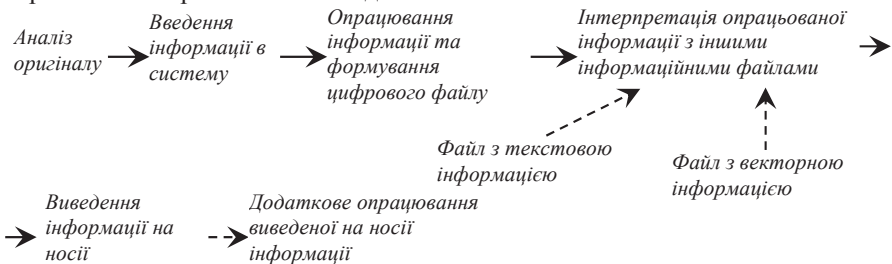 Аналіз
оригіналу
Введення
інформації в
систему
Опрацювання
інформації та
формування
цифрового файлу
Інтерпретація опрацьованої
інформації з іншими
інформаційними файлами
Файл з текстовою
інформацією
Файл з векторною
інформацією
Виведення
інформації на
носії
Додаткове опрацювання
виведеної на носії
інформації